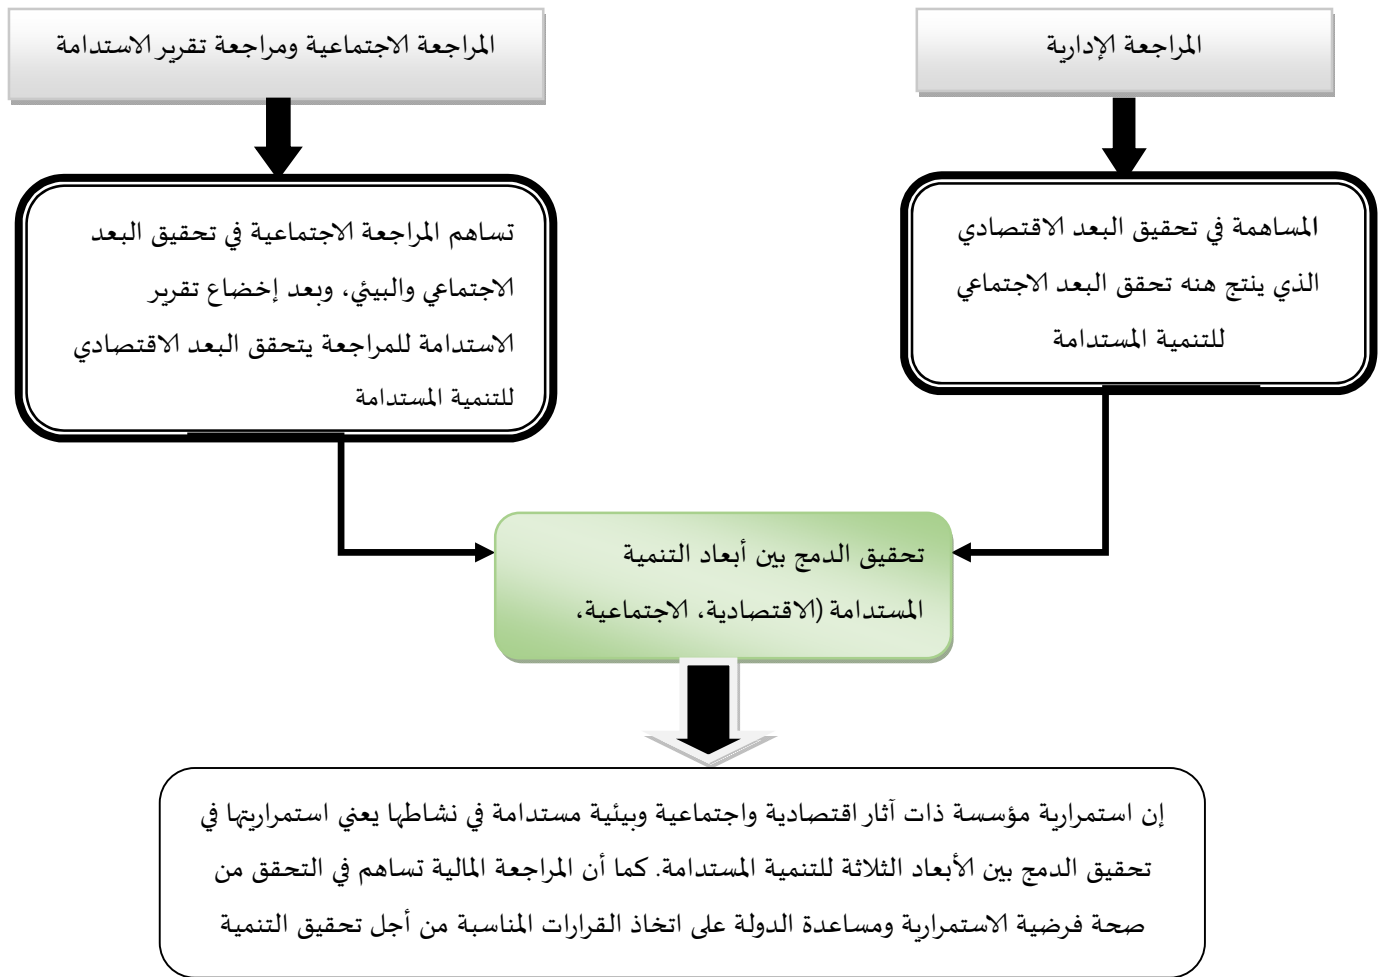 المراجعة الإدارية
المراجعة الاجتماعية ومراجعة تقرير الاستدامة
المساهمة في تحقيق البعد الاقتصادي
الذي ينتج هنه تحقق البعد الاجتماعي
للتنمية المستدامة
تساهم المراجعة الاجتماعية في تحقيق البعد
الاجتماعي والبيئي، وبعد إخضاع تقرير
الاستدامة للمراجعة يتحقق البعد الاقتصادي
للتنمية المستدامة
تحقيق الدمج بين أبعاد التنمية
المستدامة (الاقتصادية، الاجتماعية،
إن استمرارية مؤسسة ذات آثار اقتصادية واجتماعية وبيئية مستدامة في نشاطها يعني استمراريتها في
تحقيق الدمج بين الأبعاد الثلاثة للتنمية المستدامة. كما أن المراجعة المالية تساهم في التحقق من
صحة فرضية الاستمرارية ومساعدة الدولة على اتخاذ القرارات المناسبة من أجل تحقيق التنمية